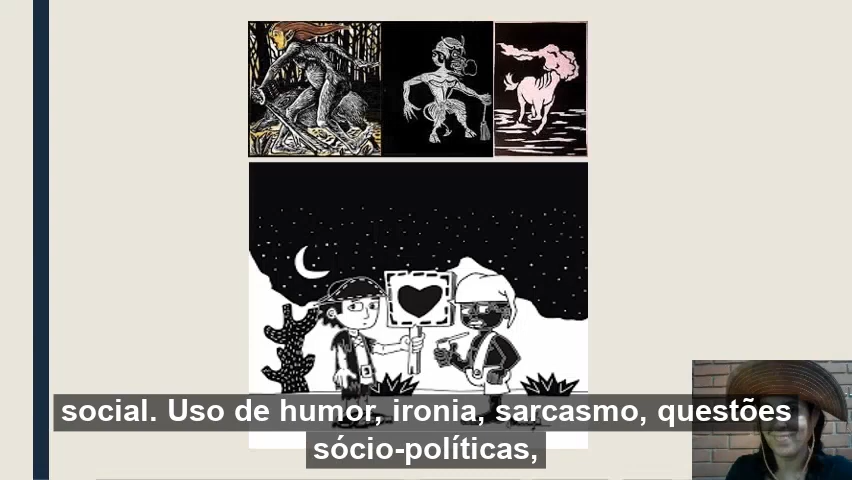 social. Uso de humor, ironia, sarcasmo, questões
sócio-políticas,